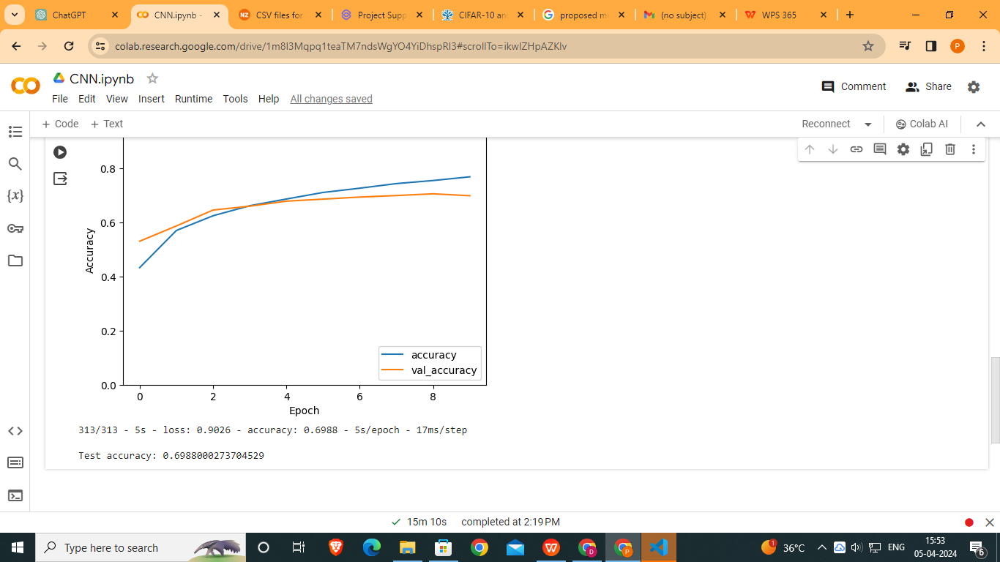 ChatGPT
CNN.ipynb -
CSV files for
Project Supp
CIFAR-10 an
proposed m
(no subject)
WPS 365
colab.research.google.com/drive/1m8I3Mqpq1teaTM7ndsWgYO4YiDhspRI3#scrollTo=ikwlZHpAZKlv
P
CNN.ipynb
File Edit View Insert Runtime Tools Help All changes saved
Comment
Share
+ Code + Text
Reconnect
Colab AI
{x}
0.8
0.6
0.4
0.2
0.0
Accuracy
accuracy
val_accuracy
0 2 4 6 8
Epoch
313/313 - 5s - loss: 0.9026 - accuracy: 0.6988 - 5s/epoch - 17ms/step
Test accuracy: 0.6988000273704529
15m 10s completed at 2:19 PM
Type here to search
36°C
ENG
15:53
05-04-2024
6